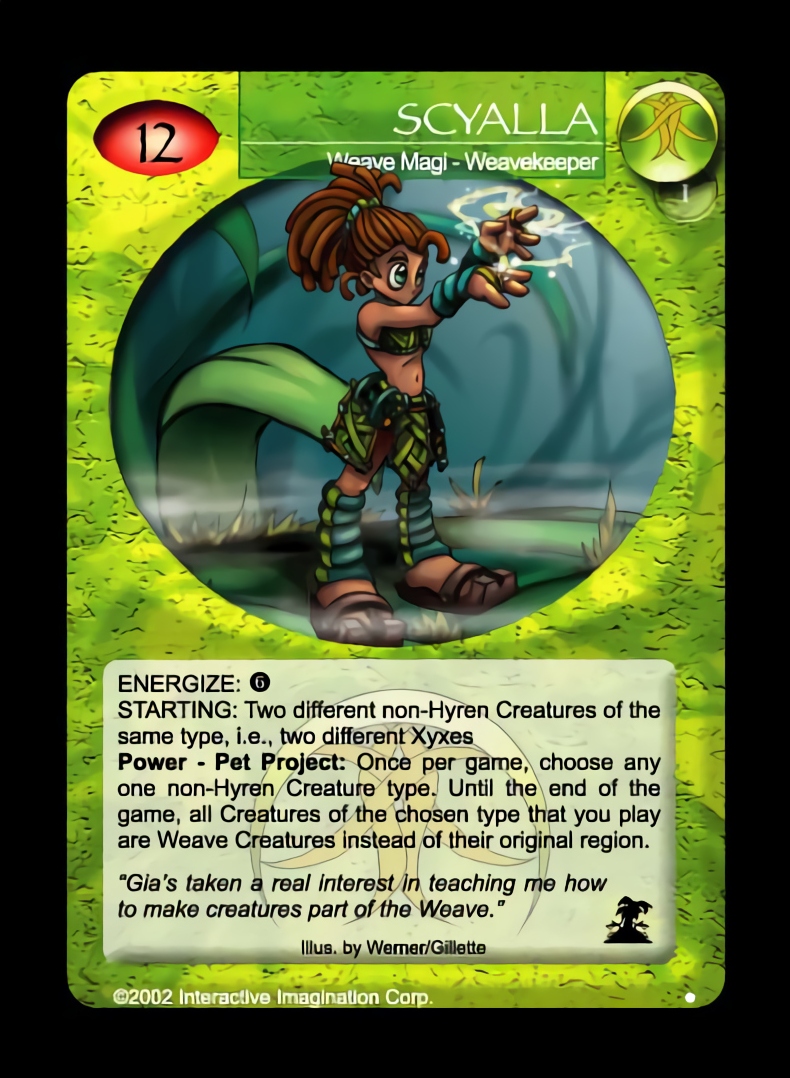 12
SCYALLA
Weave Magi - Weavekeeper
1
ENERGIZE: 6
STARTING: Two different non-Hyren Creatures of the
same type, i.e., two different Xyxes
Power - Pet Project: Once per game, choose any
one non-Hyren Creature type. Until the end of the
game, all Creatures of the chosen type that you play
are Weave Creatures instead of their original region.
"Gia's taken a real interest in teaching me how
to make creatures part of the Weave."
Illus. by Werner/Gillette
©2002 Interactive Imagination Corp.